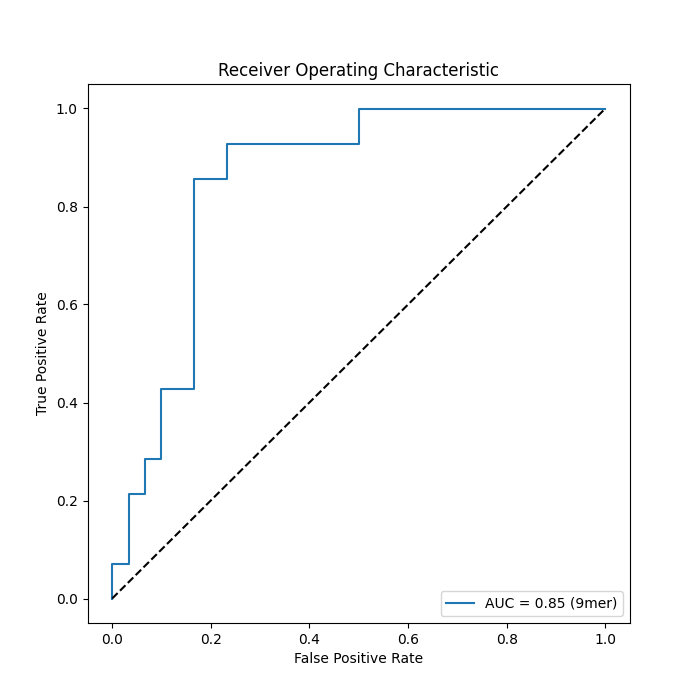 Receiver Operating Characteristic
1.0
0.8
0.6
0.4
0.2
0.0
True Positive Rate
0.0 0.2 0.4 0.6 0.8 1.0
False Positive Rate
AUC = 0.85 (9mer)